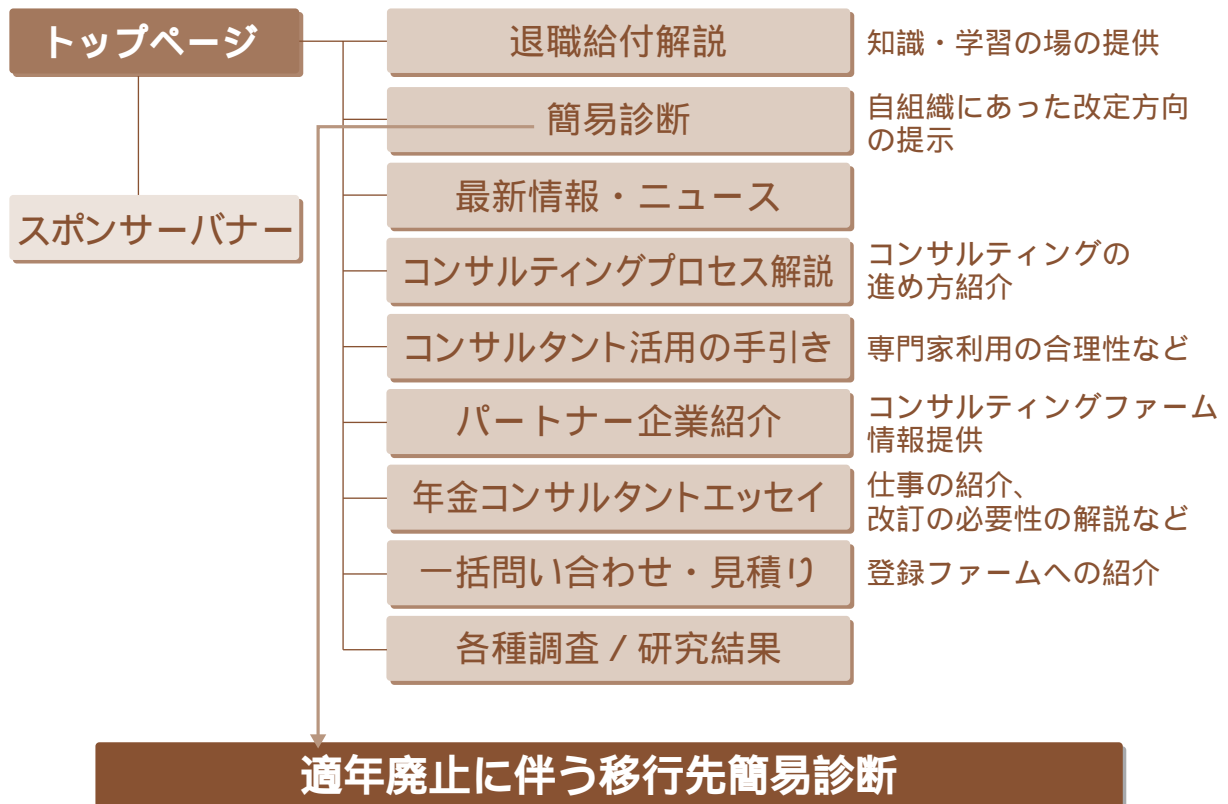 トップページ
スポンサーバナー
退職給付解説
知識・学習の場の提供
簡易診断
自組織にあった改定方向
の提示
最新情報・ニュース
コンサルティングプロセス解説
コンサルティングの
進め方紹介
コンサルタント活用の手引き
専門家利用の合理性など
パートナー企業紹介
コンサルティングファーム
情報提供
年金コンサルタントエッセイ
仕事の紹介、
改訂の必要性の解説など
一括問い合わせ・見積り
登録ファームへの紹介
各種調査 / 研究結果
適年廃止に伴う移行先簡易診断